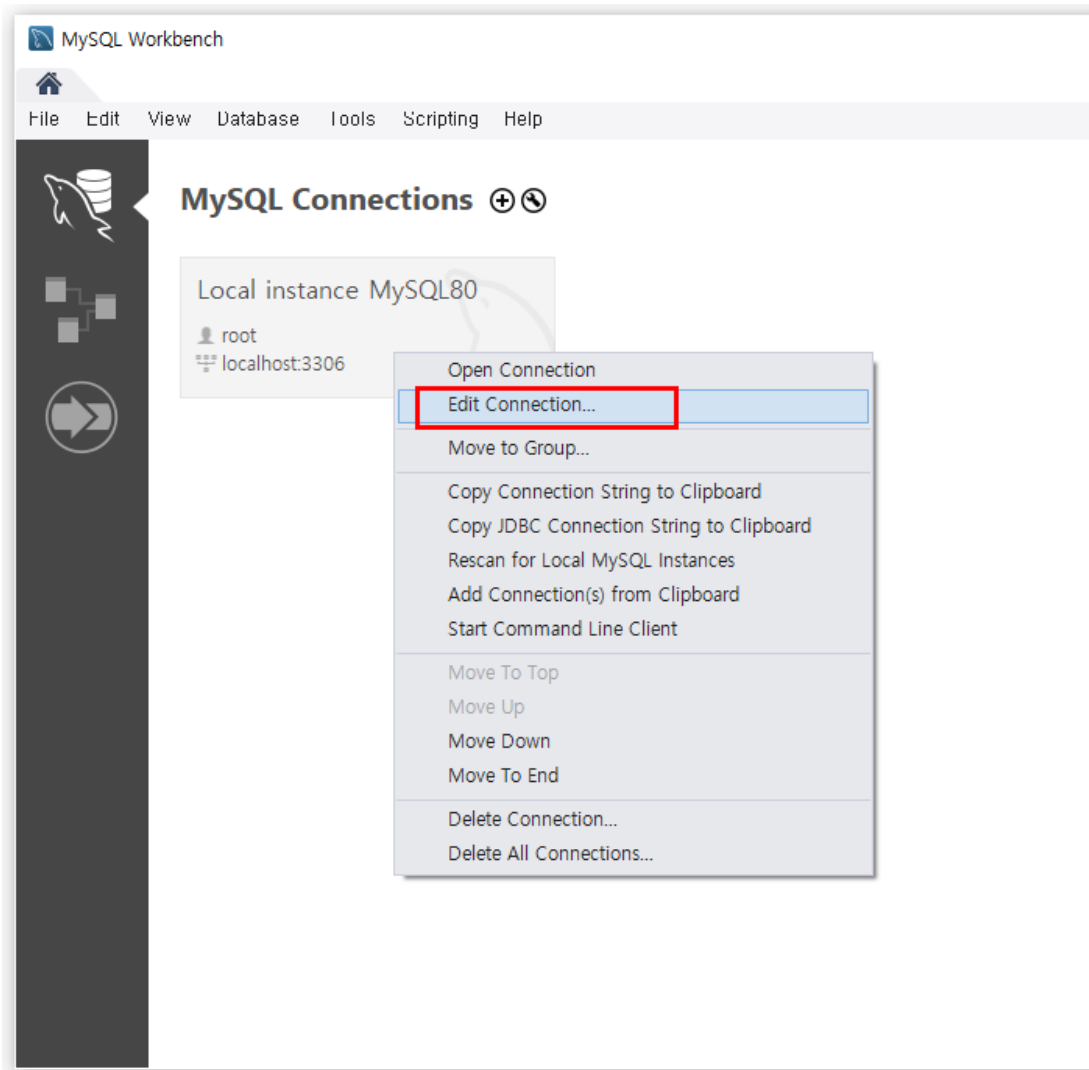 MySQL Workbench
File Edit View Database Tools Scripting Help
MySQL Connections
Local instance MySQL80
root
localhost:3306
Open Connection
Edit Connection...
Move to Group...
Copy Connection String to Clipboard
Copy JDBC Connection String to Clipboard
Rescan for Local MySQL Instances
Add Connection(s) from Clipboard
Start Command Line Client
Move To Top
Move Up
Move Down
Move To End
Delete Connection...
Delete All Connections...